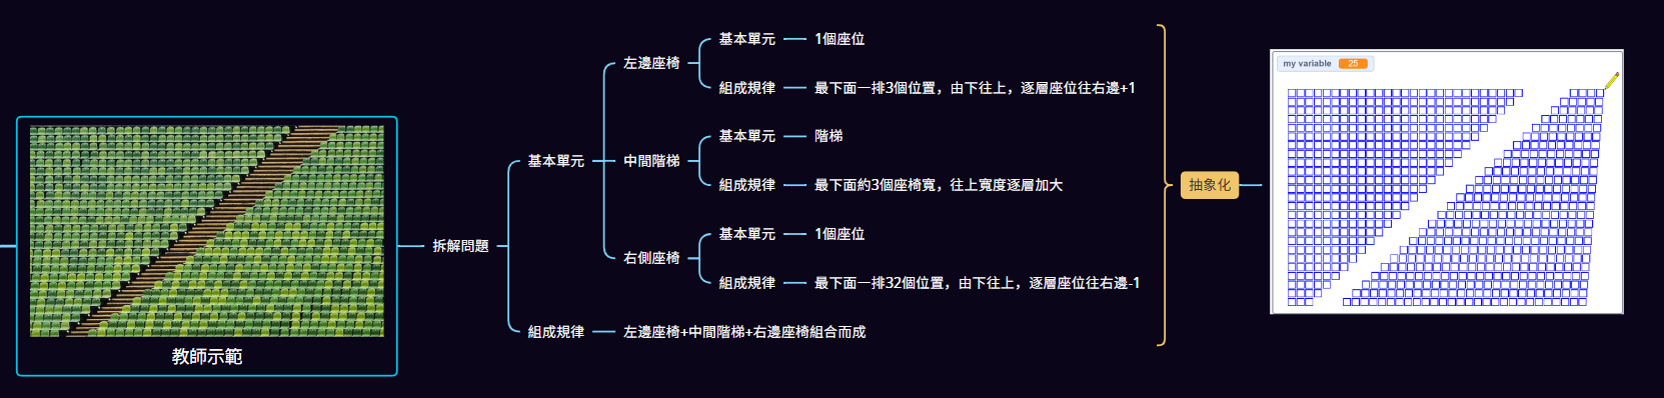 教師示範
拆解問題
基本單元
左邊座椅
基本單元
1個座位
組成規律
最下面一排3個位置，由下往上，逐層座位往右邊+1
中間階梯
基本單元
階梯
組成規律
最下面約3個座椅寬，往上寬度逐層加大
右側座椅
基本單元
1個座位
組成規律
最下面一排32個位置，由下往上，逐層座位往右邊-1
組成規律
左邊座椅+中間階梯+右邊座椅組合而成
抽象化
my variable 25